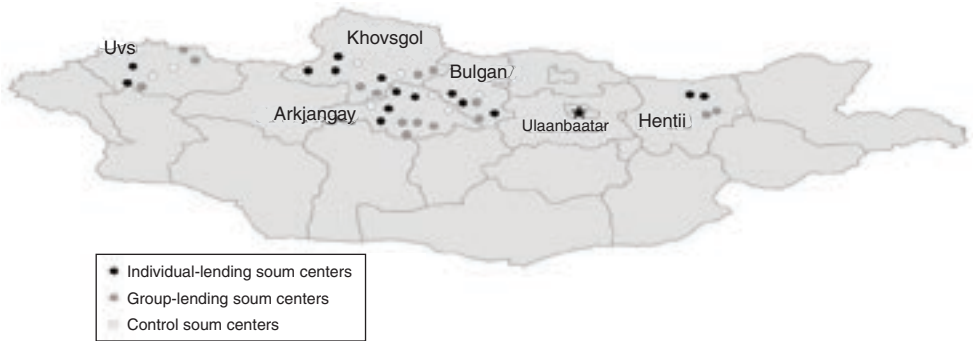 Uvs
Khovsgol
Bulgan
Arkjangay
Ulaanbaatar
Hentii
Individual-lending soum centers
Group-lending soum centers
Control soum centers